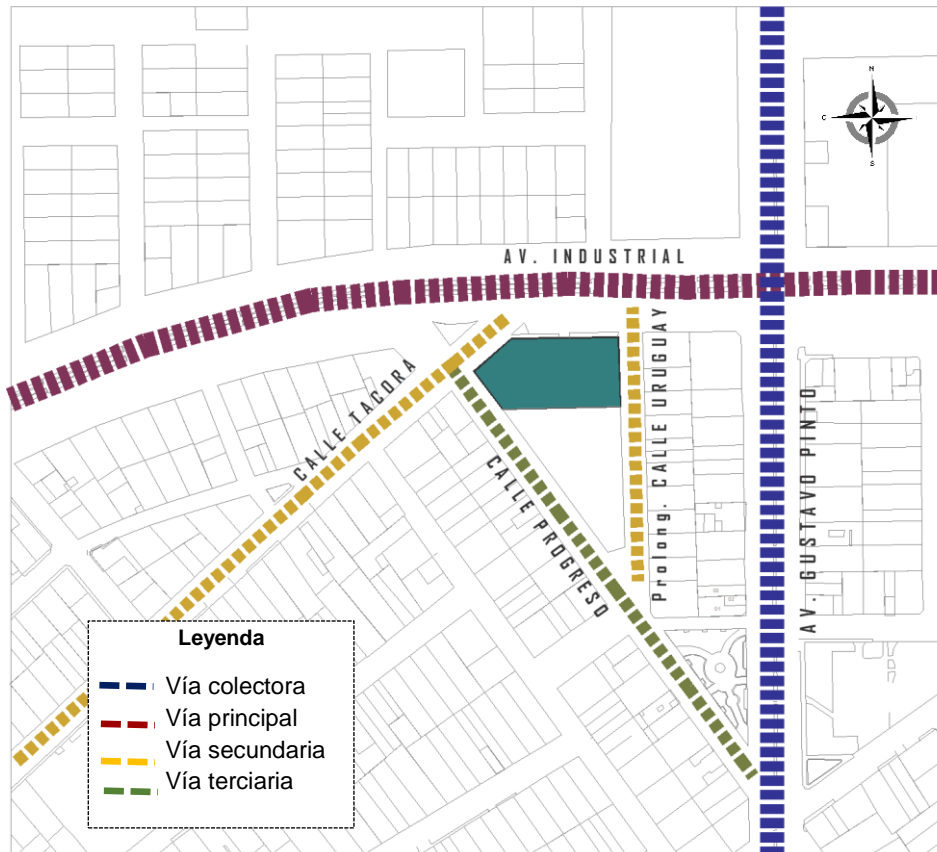 N
C
S
AV. INDUSTRIAL
CALLE TACORA
CALLE PROGRESO
Prolong. CALLE URUGUAY
AV. GUSTAVO PINTO
Leyenda
Vía colectora
Vía principal
Vía secundaria
Vía terciaria